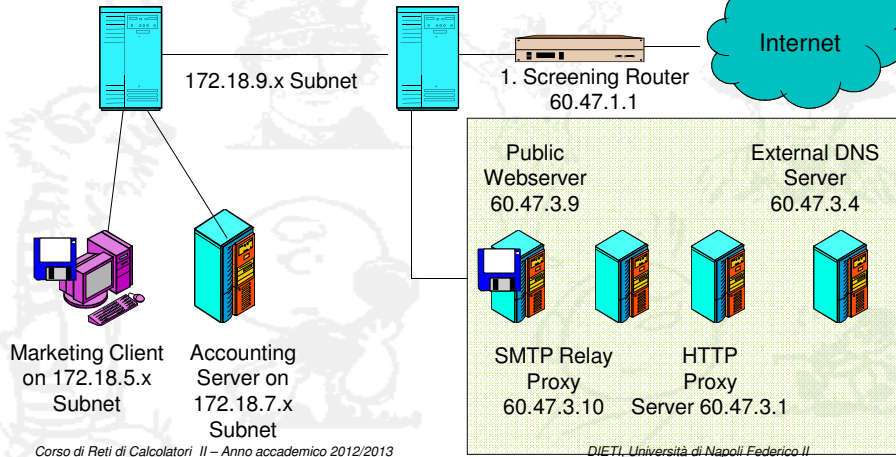 Internet
172.18.9.x Subnet
1. Screening Router
60.47.1.1
Public
Webserver
60.47.3.9
External DNS
Server
60.47.3.4
Marketing Client
on 172.18.5.x
Subnet
Accounting
Server on
172.18.7.x
Subnet
SMTP Relay
Proxy
60.47.3.10
HTTP
Proxy
Server 60.47.3.1
Corso di Reti di Calcolatori II – Anno accademico 2012/2013
DIETI, Università di Napoli Federico II